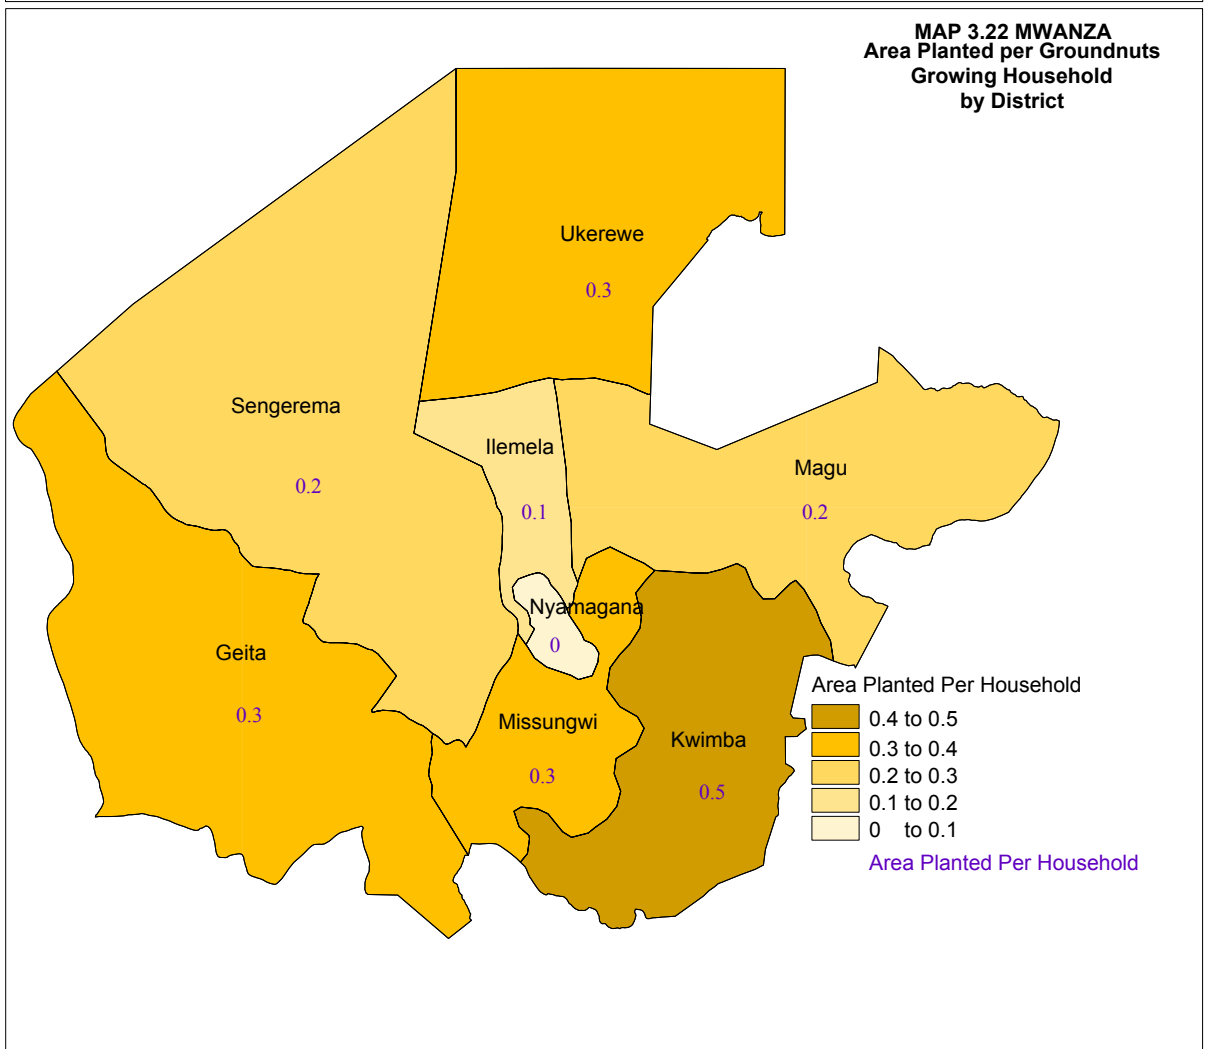 MAP 3.22 MWANZA
Area Planted per Groundnuts
Growing Household
by District
Ukerewe
0.3
Sengerema
0.2
Ilemela
0.1
Magu
0.2
Nyamagana
0
Geita
0.3
Missungwi
0.3
Kwimba
0.5
Area Planted Per Household
0.4 to 0.5
0.3 to 0.4
0.2 to 0.3
0.1 to 0.2
0 to 0.1
Area Planted Per Household